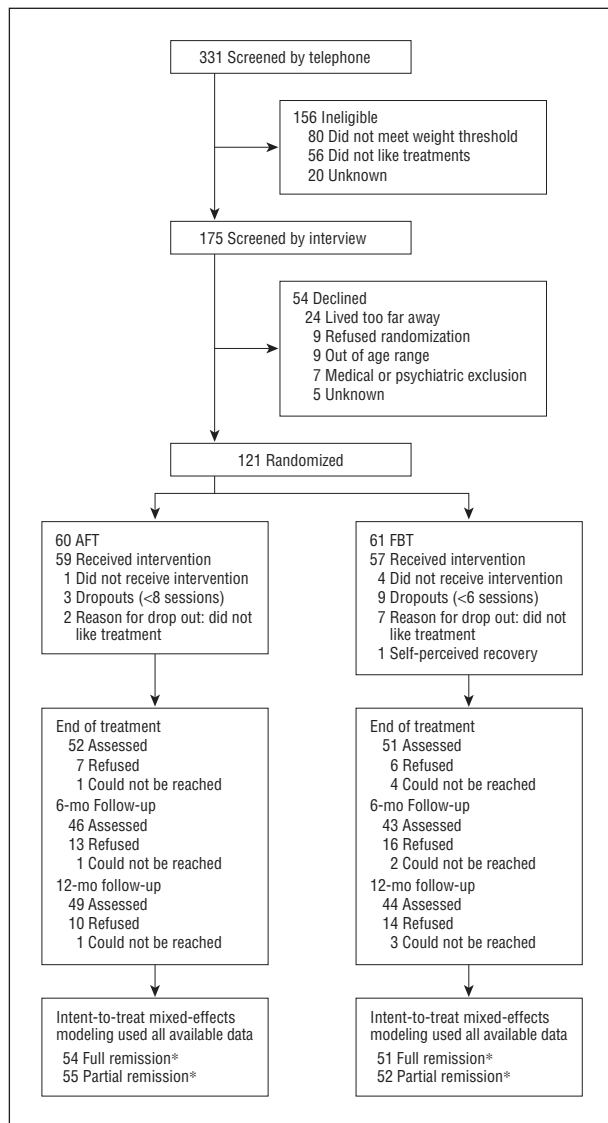 331 Screened by telephone
156 Ineligible
80 Did not meet weight threshold
56 Did not like treatments
20 Unknown
175 Screened by interview
54 Declined
24 Lived too far away
9 Refused randomization
9 Out of age range
7 Medical or psychiatric exclusion
5 Unknown
121 Randomized
60 AFT
59 Received intervention
1 Did not receive intervention
3 Dropouts (<8 sessions)
2 Reason for drop out: did not
like treatment
61 FBT
57 Received intervention
4 Did not receive intervention
9 Dropouts (<6 sessions)
7 Reason for drop out: did not
like treatment
1 Self-perceived recovery
End of treatment
52 Assessed
7 Refused
1 Could not be reached
6-mo Follow-up
46 Assessed
13 Refused
1 Could not be reached
12-mo follow-up
49 Assessed
10 Refused
1 Could not be reached
End of treatment
51 Assessed
6 Refused
4 Could not be reached
6-mo Follow-up
43 Assessed
16 Refused
2 Could not be reached
12-mo follow-up
44 Assessed
14 Refused
3 Could not be reached
Intent-to-treat mixed-effects
modeling used all available data
54 Full remission*
55 Partial remission*
Intent-to-treat mixed-effects
modeling used all available data
51 Full remission*
52 Partial remission*